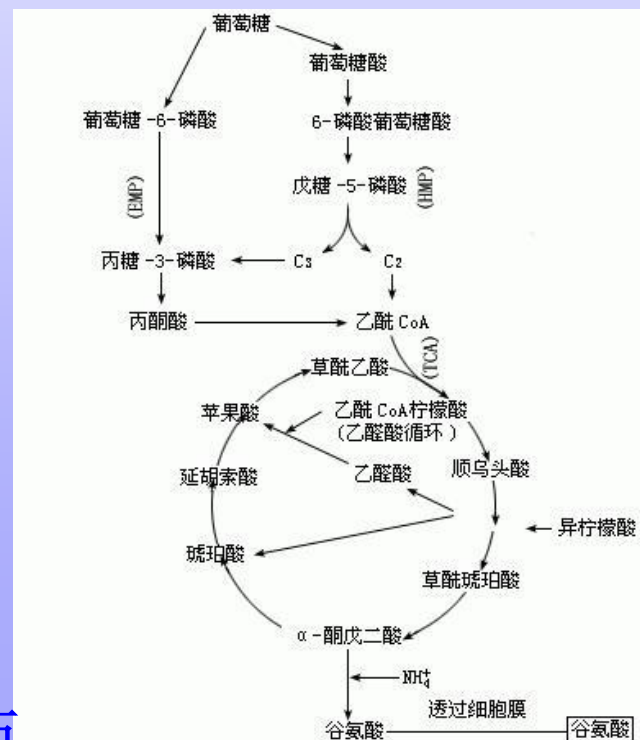 葡萄糖
葡萄糖酸
葡萄糖-6-磷酸
6-磷酸葡萄糖酸
(EMP)
戊糖-5-磷酸
(HMP)
丙糖-3-磷酸
C₃
C₂
丙酮酸
乙酰CoA
(TCA)
草酰乙酸
苹果酸
乙酰CoA柠檬酸
(乙醛酸循环)
延胡索酸
乙醛酸
顺乌头酸
异柠檬酸
琥珀酸
草酰琥珀酸
α-酮戊二酸
NH₄⁺
透过细胞膜
谷氨酸
谷氨酸